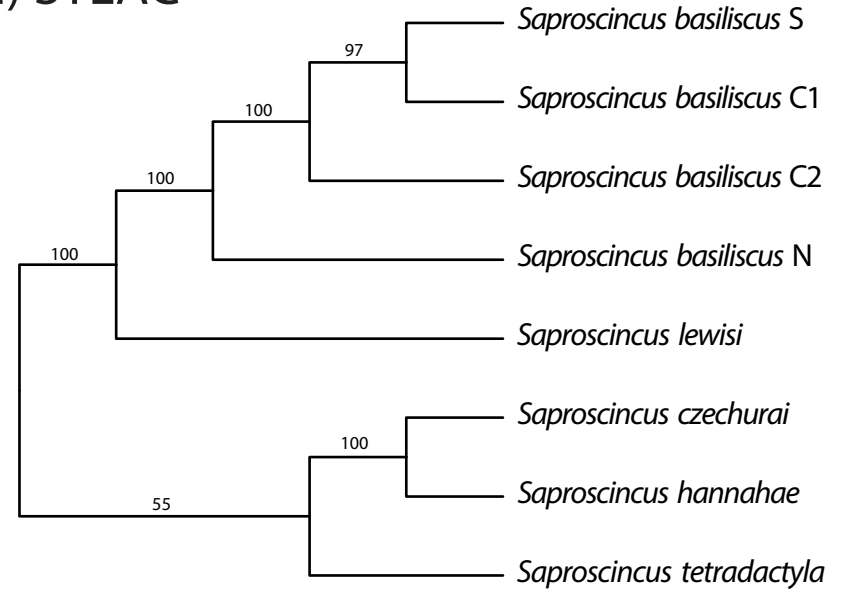 STEAC
Saproscincus basiliscus S
97
Saproscincus basiliscus C1
100
Saproscincus basiliscus C2
100
Saproscincus basiliscus N
100
Saproscincus lewisi
Saproscincus czechurai
100
Saproscincus hannahae
55
Saproscincus tetradactyla